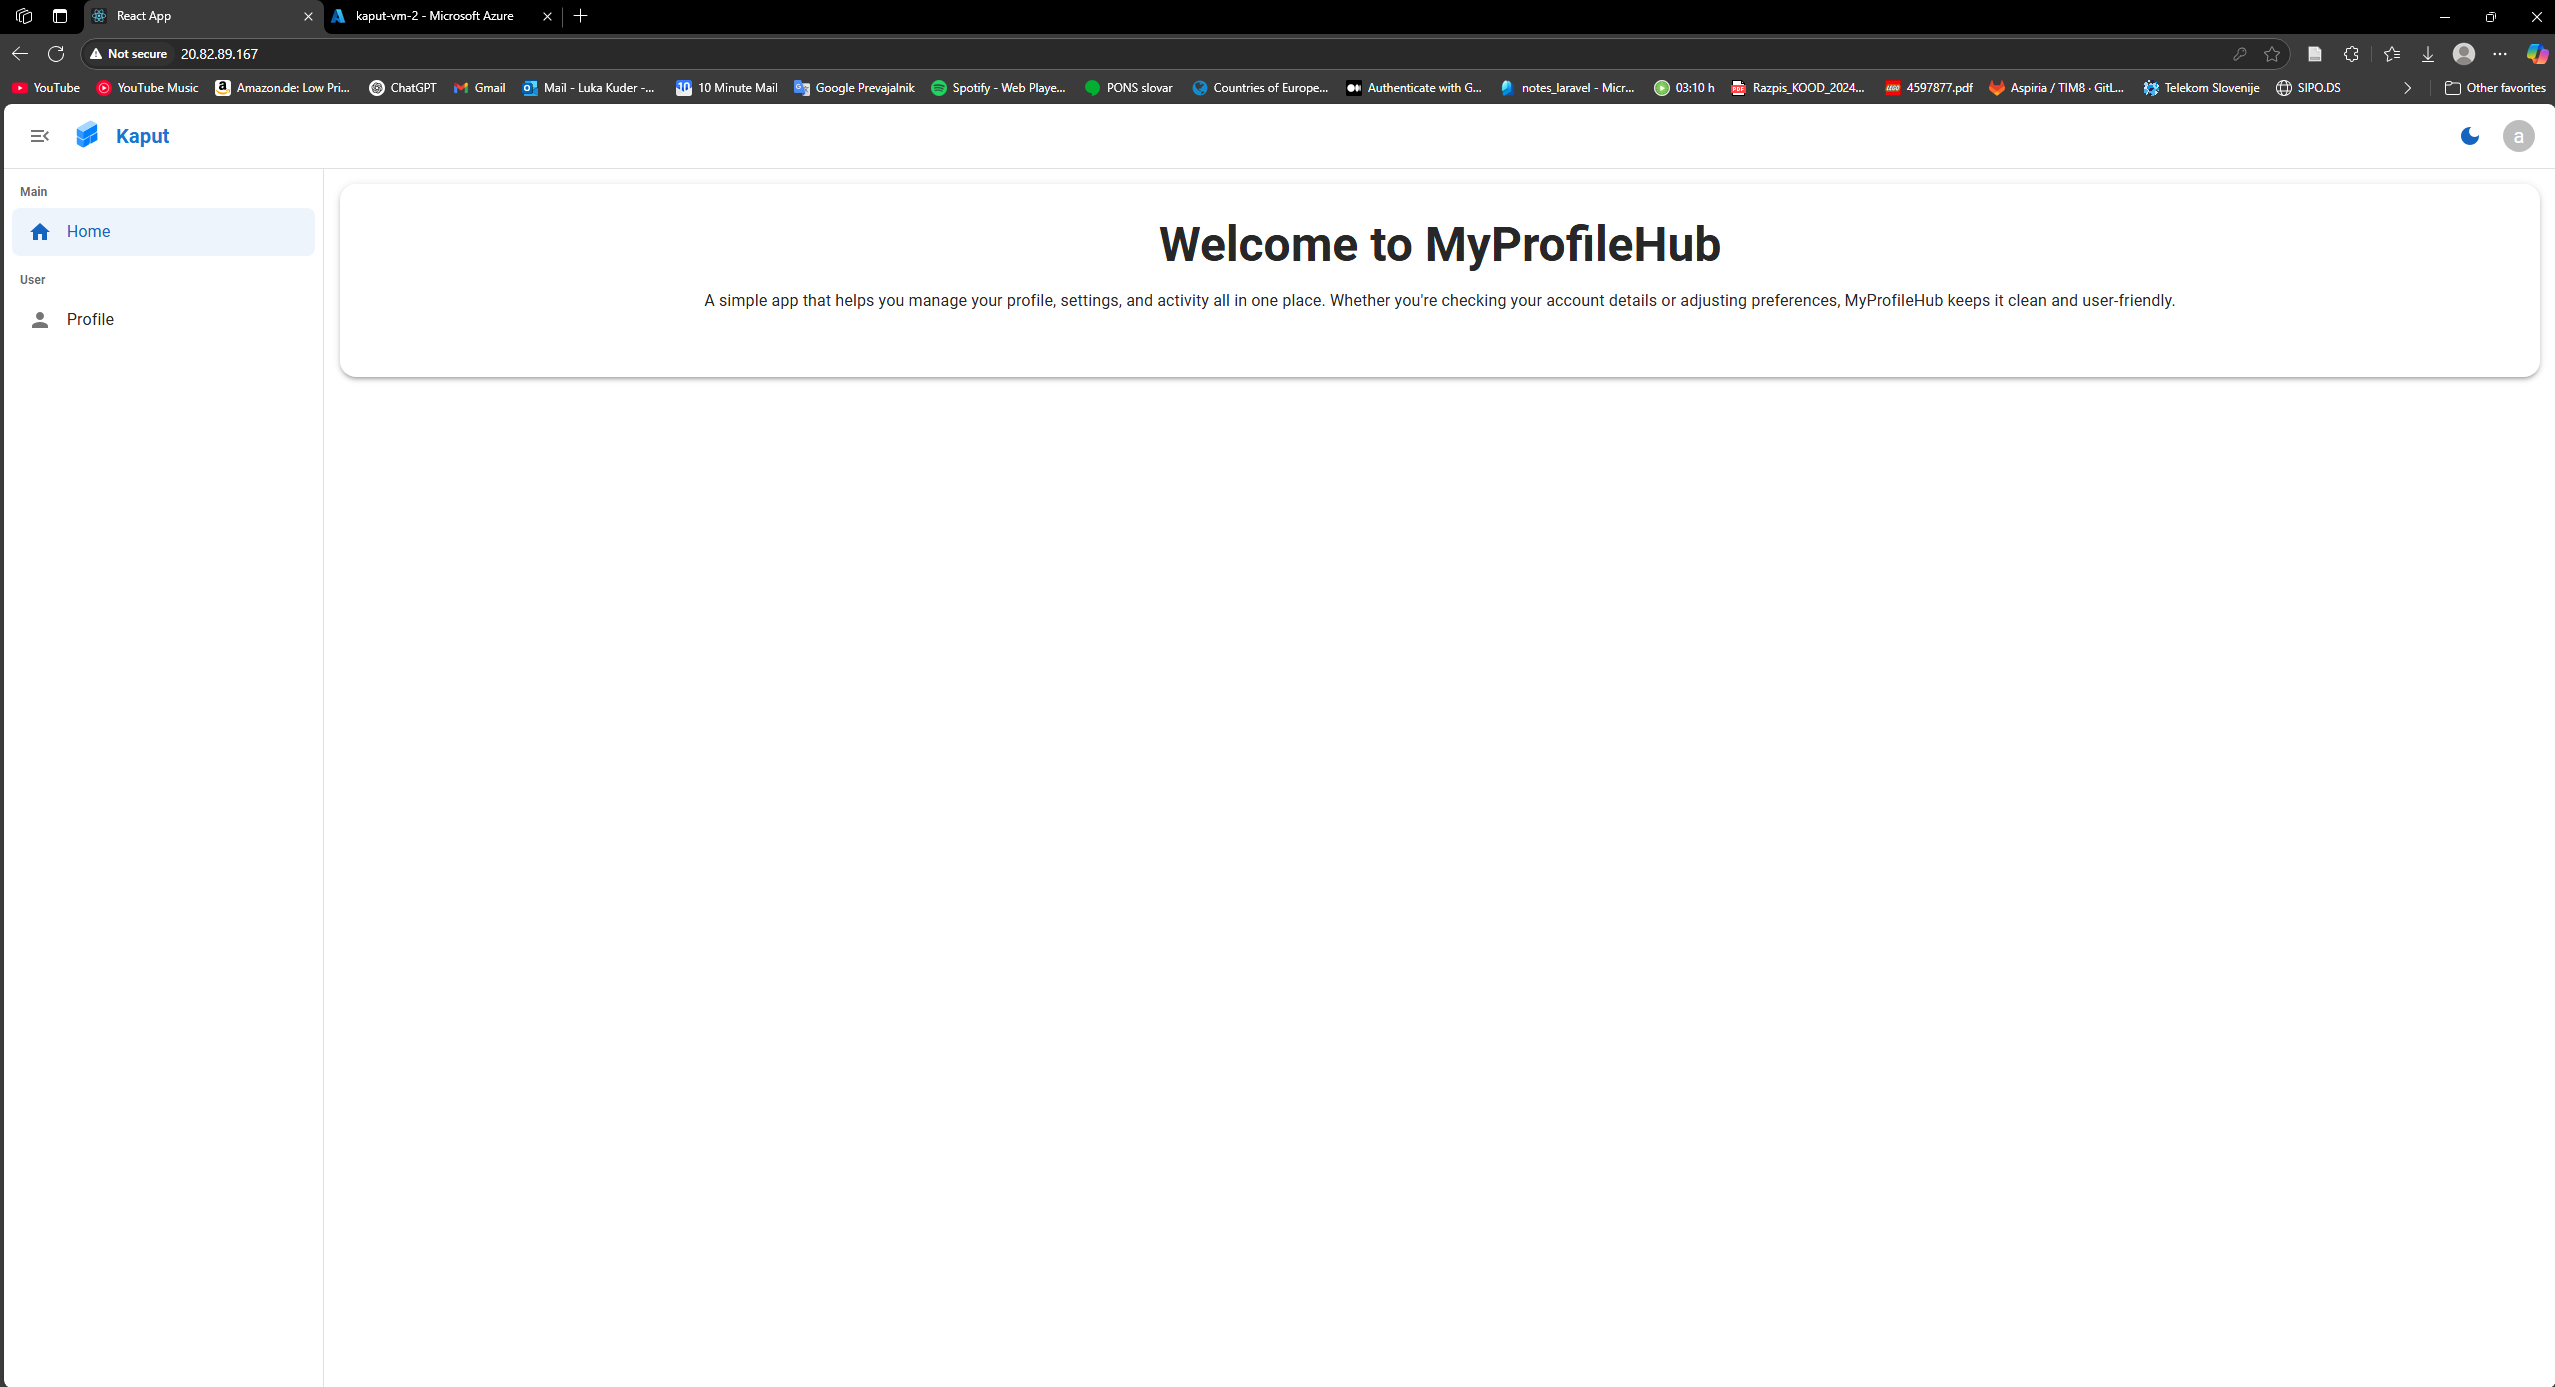 React App
kaput-vm-2 - Microsoft Azure
Not secure 20.82.89.167
YouTube YouTube Music Amazon.de: Low Pri... ChatGPT Gmail Mail - Luka Kuder -... 10 Minute Mail Google Prevajalnik Spotify - Web Playe... PONS slovar Countries of Europe... Authenticate with G... notes_laravel - Micr... 03:10 h Razpis_KOOD_2024... 4597877.pdf Aspiria / TIM8 · GitL... Telekom Slovenije SIPO.DS Other favorites
Kaput
a
Main
Home
User
Profile
Welcome to MyProfileHub
A simple app that helps you manage your profile, settings, and activity all in one place. Whether you're checking your account details or adjusting preferences, MyProfileHub keeps it clean and user-friendly.